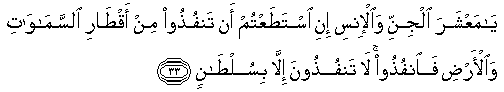 يَـٰمَعْشَرَ ٱلْجِنِّ وَٱلْإِنسِ إِنِ ٱسْتَطَعْتُمْ أَن تَنفُذُوا۟ مِنْ أَقْطَارِ ٱلسَّمَـٰوَٰتِ
وَٱلْأَرْضِ فَٱنفُذُوا۟ ۚ لَا تَنفُذُونَ إِلَّا بِسُلْطَـٰنٍ ٣٣